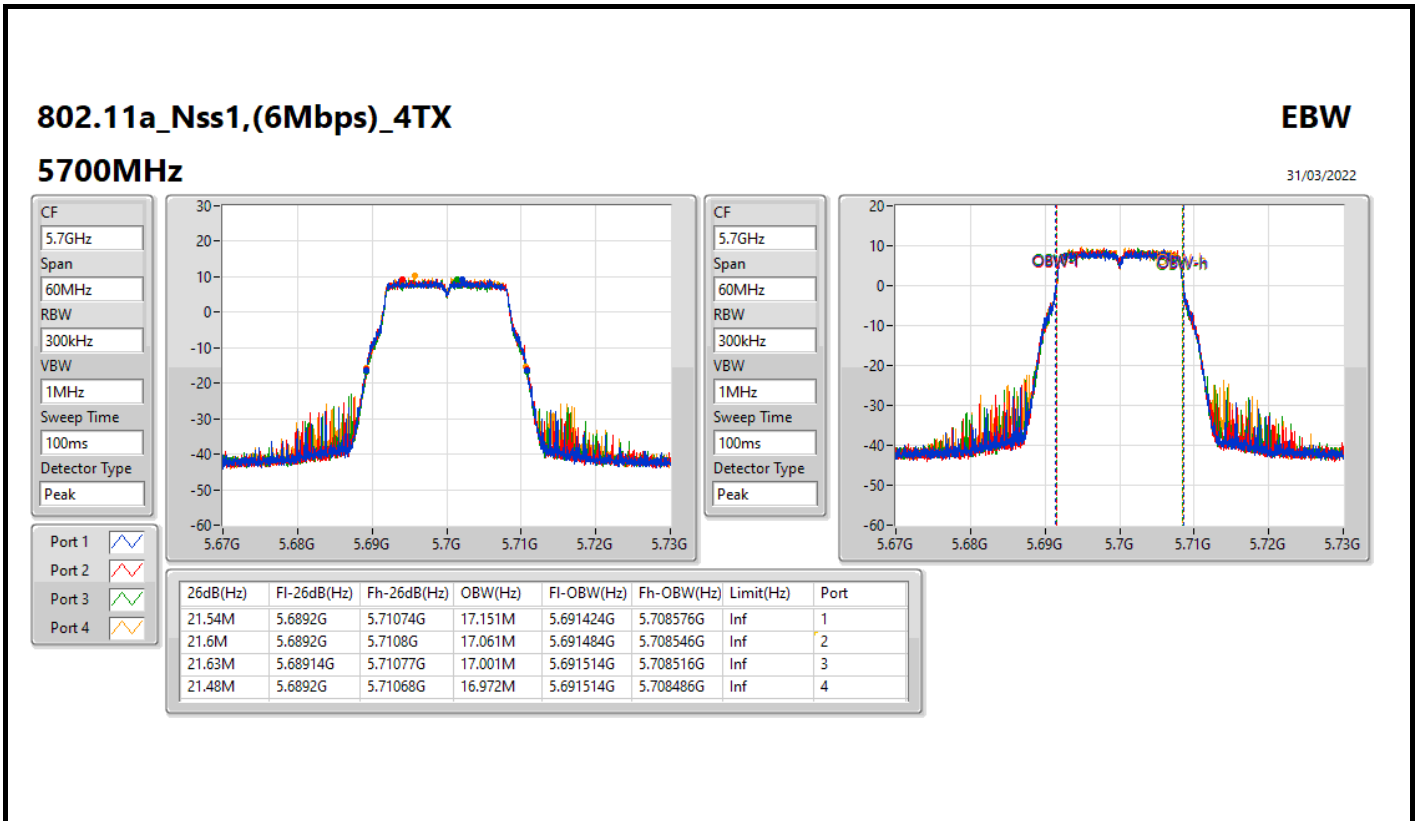 802.11a_Nss1,(6Mbps)_4TX
EBW
5700MHz
31/03/2022
CF
5.7GHz
Span
60MHz
RBW
300kHz
VBW
1MHz
Sweep Time
100ms
Detector Type
Peak
30
20
10
0
-10
-20
-30
-40
-50
-60
5.67G 5.68G 5.69G 5.7G 5.71G 5.72G 5.73G
CF
5.7GHz
Span
60MHz
RBW
300kHz
VBW
1MHz
Sweep Time
100ms
Detector Type
Peak
20
10
0
-10
-20
-30
-40
-50
-60
OBW-l OBW-h
5.67G 5.68G 5.69G 5.7G 5.71G 5.72G 5.73G
Port 1
Port 2
Port 3
Port 4
26dB(Hz) Fl-26dB(Hz) Fh-26dB(Hz) OBW(Hz) Fl-OBW(Hz) Fh-OBW(Hz) Limit(Hz) Port
21.54M 5.6892G 5.71074G 17.151M 5.691424G 5.708576G Inf 1
21.6M 5.6892G 5.7108G 17.061M 5.691484G 5.708546G Inf 2
21.63M 5.68914G 5.71077G 17.001M 5.691514G 5.708516G Inf 3
21.48M 5.6892G 5.71068G 16.972M 5.691514G 5.708486G Inf 4